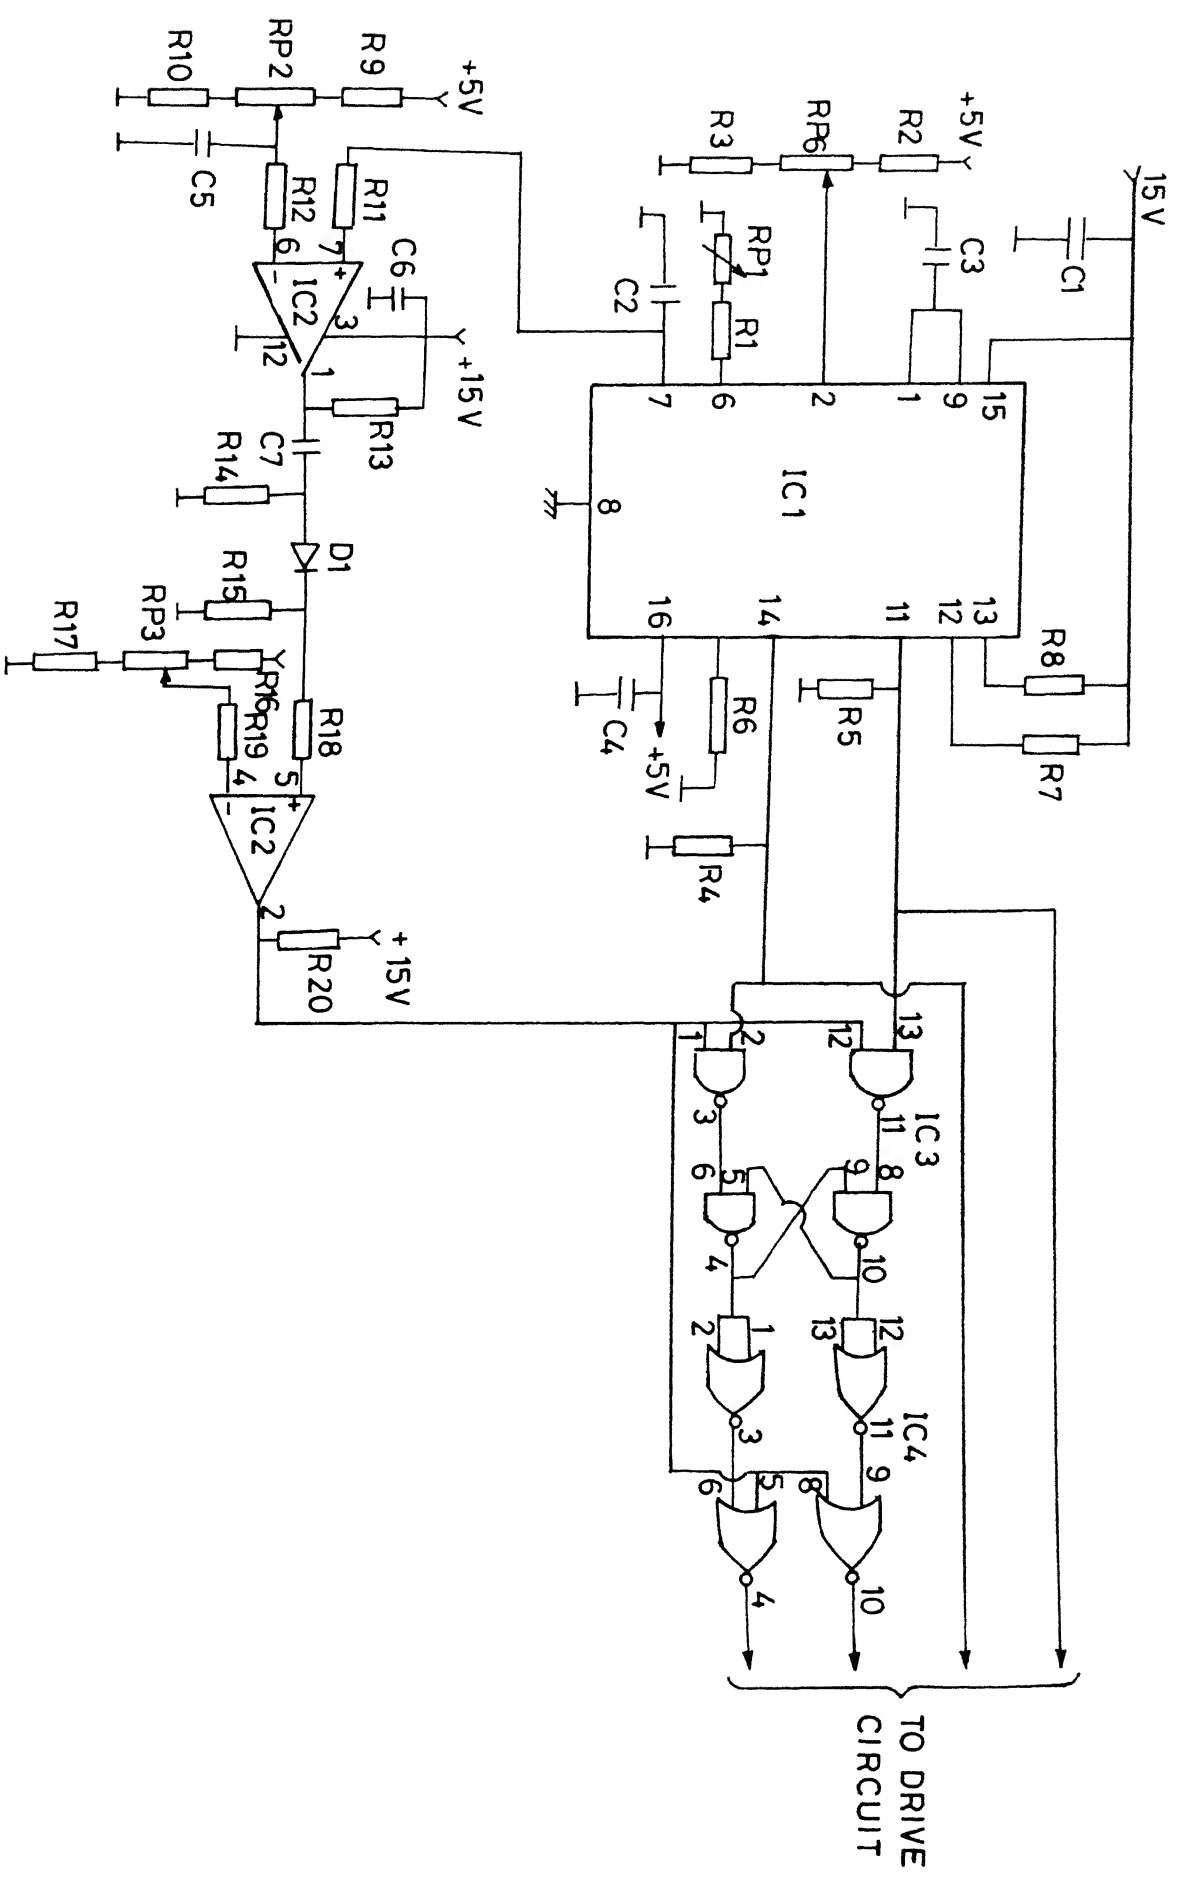 15V
C1
+5V
R2
RP6
R3
C3
RP1
R1
C2
15
9
1
2
6
7
IC1
8
13
12
11
14
16
R8
R7
R5
R6
C4
+5V
R4
+5V
R9
RP2
R10
C5
R11
R12
7
6
+
-
IC2
3
12
1
C6
+15V
R13
C7
R14
D1
R15
RP3
R17
R16
R18
R19
5
4
+
-
IC2
2
R20
+15V
13
12
2
1
IC3
11
3
8
9
5
6
10
4
12
13
1
2
IC4
11
3
9
8
5
6
10
4
TO DRIVE
CIRCUIT